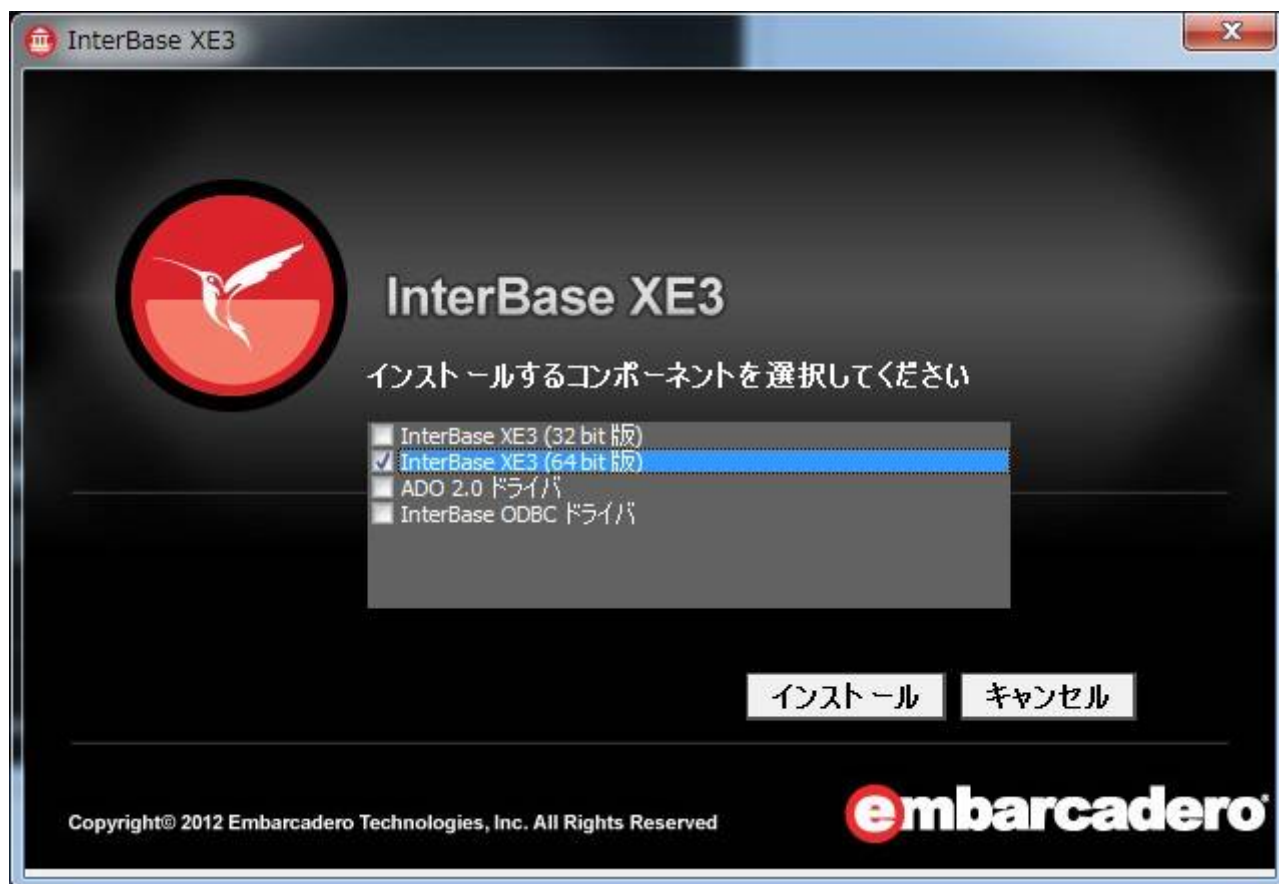 InterBase XE3
InterBase XE3
インストールするコンポーネントを選択してください
InterBase XE3 (32 bit 版)
InterBase XE3 (64 bit 版)
ADO 2.0 ドライバ
InterBase ODBC ドライバ
インストール キャンセル
Copyright© 2012 Embarcadero Technologies, Inc. All Rights Reserved
embarcadero